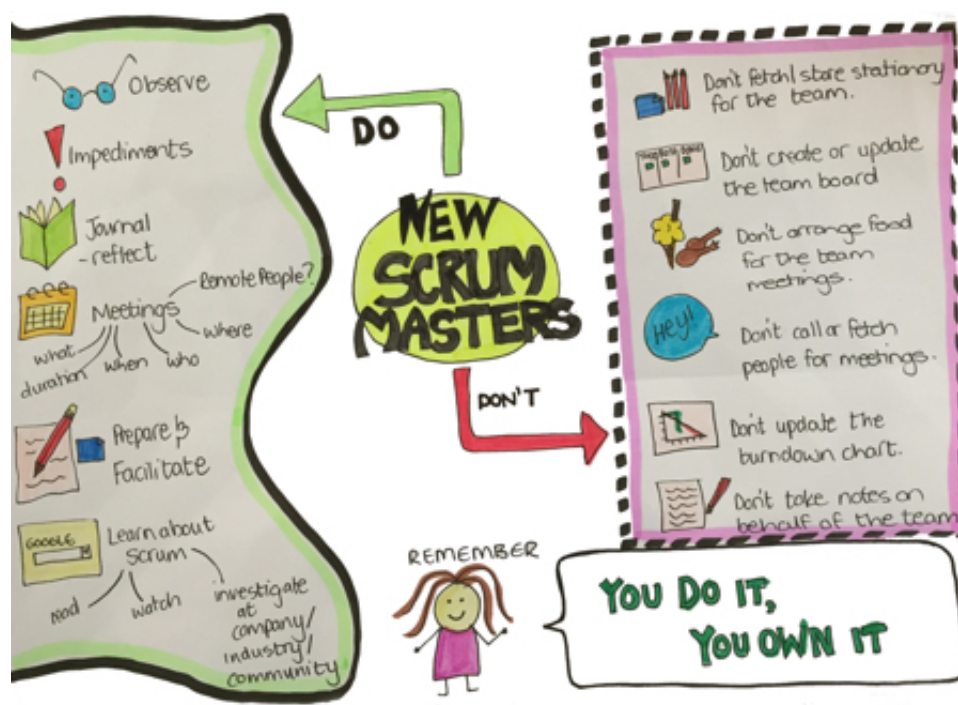 NEW
SCRUM
MASTERS
DO
Observe
Impediments
Journal
-reflect
Meetings
Remote People?
where
who
when
what
duration
Prepare &
Facilitate
GOOGLE
Learn about
Scrum
read
watch
investigate
at
company/
industry/
community
DON'T
Don't fetch/store stationary
for the team.
Don't create or update
the team board
Don't arrange food
for the team
meetings.
HEY!
Don't call or fetch
people for meetings.
Don't update the
burndown chart.
Don't take notes on
behalf of the team
REMEMBER
YOU DO IT,
YOU OWN IT